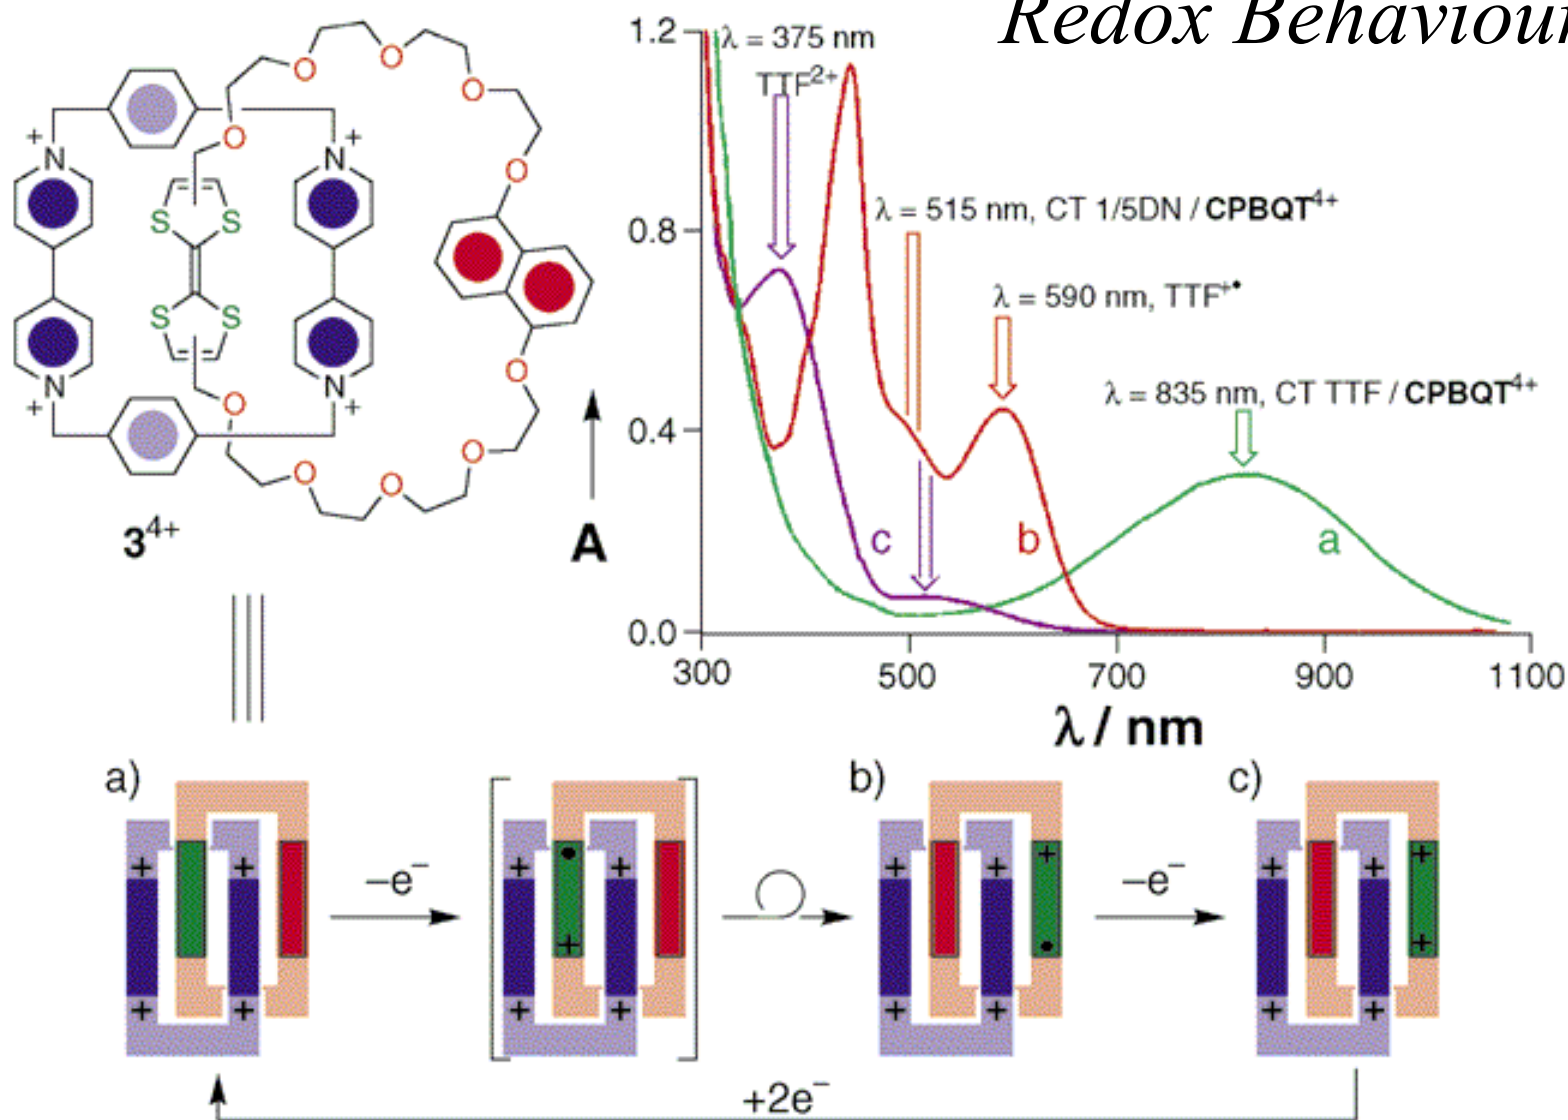 Redox Behaviour
O O O O O
+ N N +
S S
S S
+ N N +
O O O O O
3⁴⁺
A
1.2
0.8
0.4
0.0
λ = 375 nm
TTF²⁺
λ = 515 nm, CT 1/5DN / CPBQT⁴⁺
λ = 590 nm, TTF⁺•
λ = 835 nm, CT TTF / CPBQT⁴⁺
c b a
300 500 700 900 1100
λ / nm
a) b) c)
–e⁻ –e⁻
+ + • + + + + + + + +
+ + + + + + + • + + +
+2e⁻